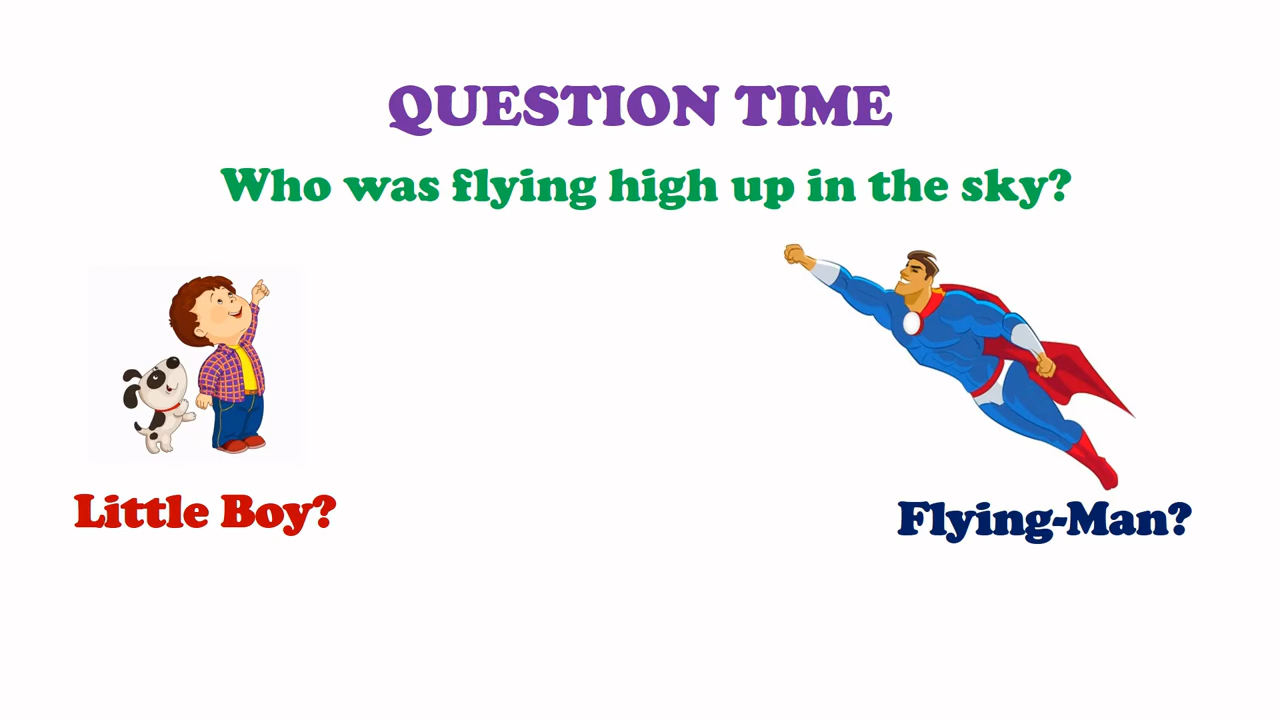 QUESTION TIME
Who was flying high up in the sky?
Little Boy?
Flying-Man?